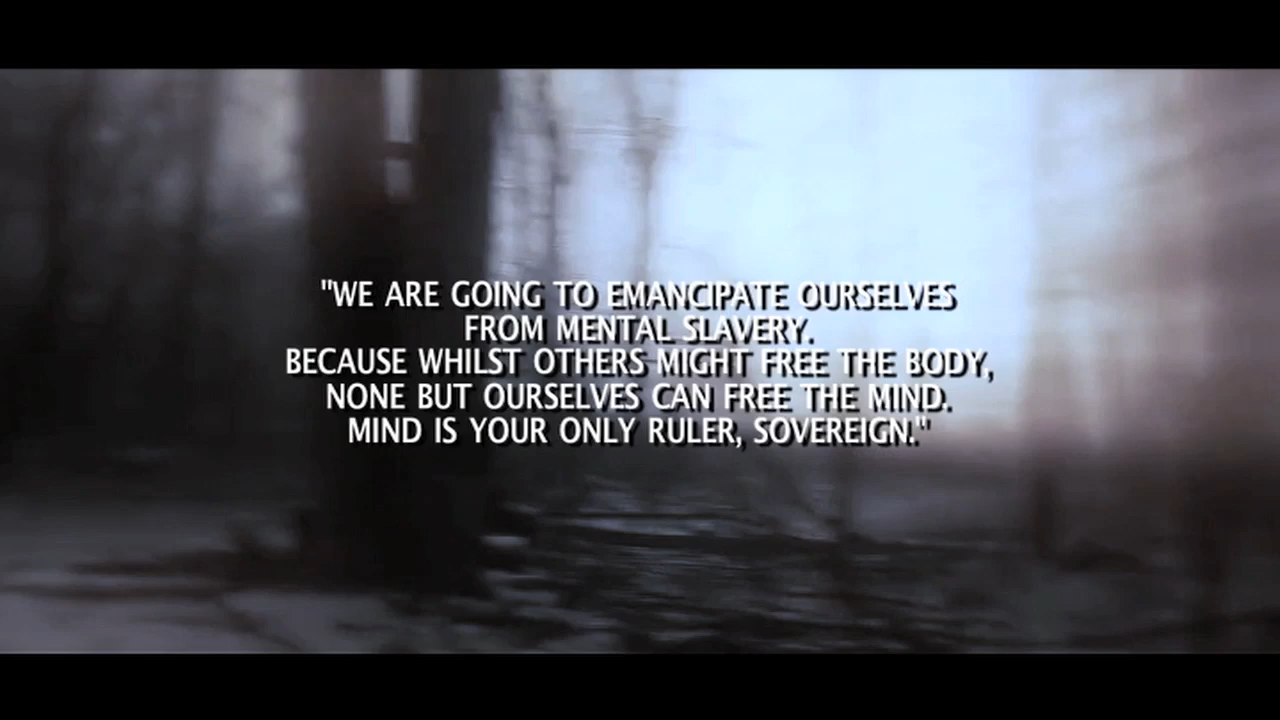 "WE ARE GOING TO EMANCIPATE OURSELVES
FROM MENTAL SLAVERY.
BECAUSE WHILST OTHERS MIGHT FREE THE BODY,
NONE BUT OURSELVES CAN FREE THE MIND.
MIND IS YOUR ONLY RULER, SOVEREIGN."